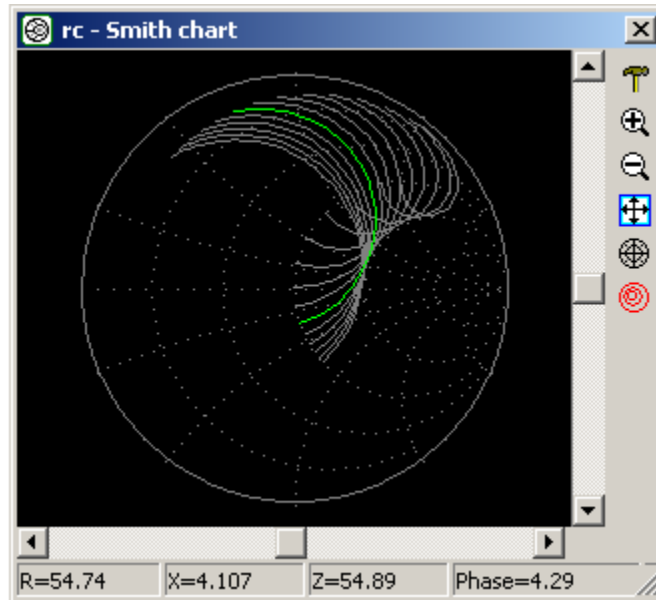 rc - Smith chart
R=54.74 X=4.107 Z=54.89 Phase=4.29